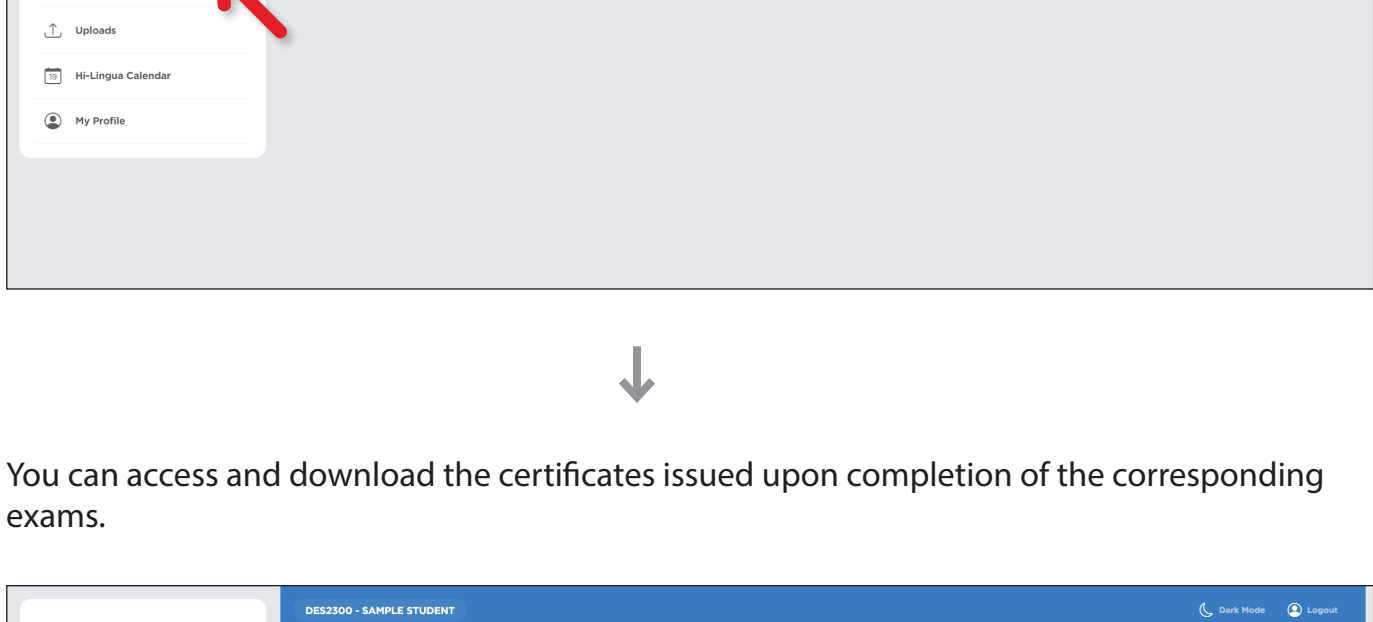 Uploads
19
Hi-Lingua Calendar
My Profile
You can access and download the certificates issued upon completion of the corresponding
exams.
DES2300 - SAMPLE STUDENT
Dark Mode
Logout